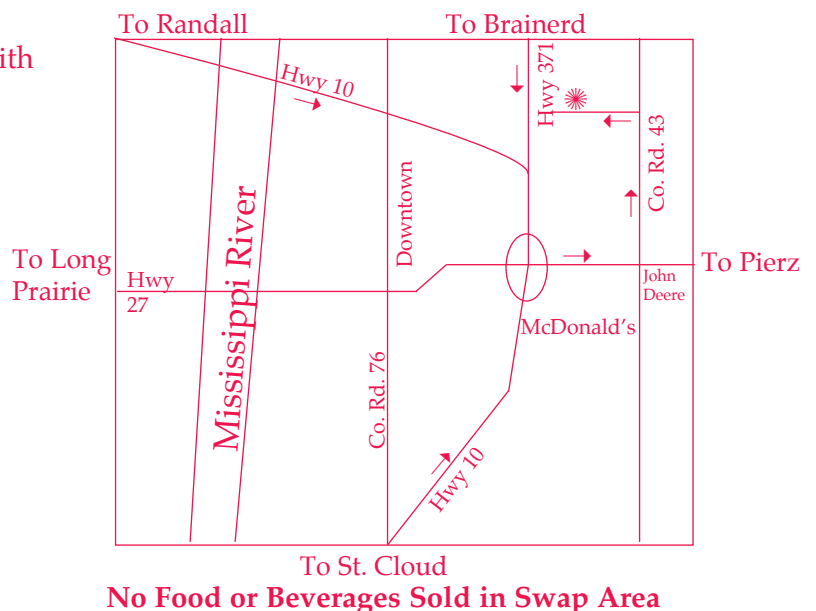 To Randall
To Brainerd
ith
Hwy 10
Hwy 371
Co. Rd. 43
Downtown
Mississippi River
To Long
Prairie
Hwy
27
To Pierz
John
Deere
McDonald's
Co. Rd. 76
Hwy 10
To St. Cloud
No Food or Beverages Sold in Swap Area